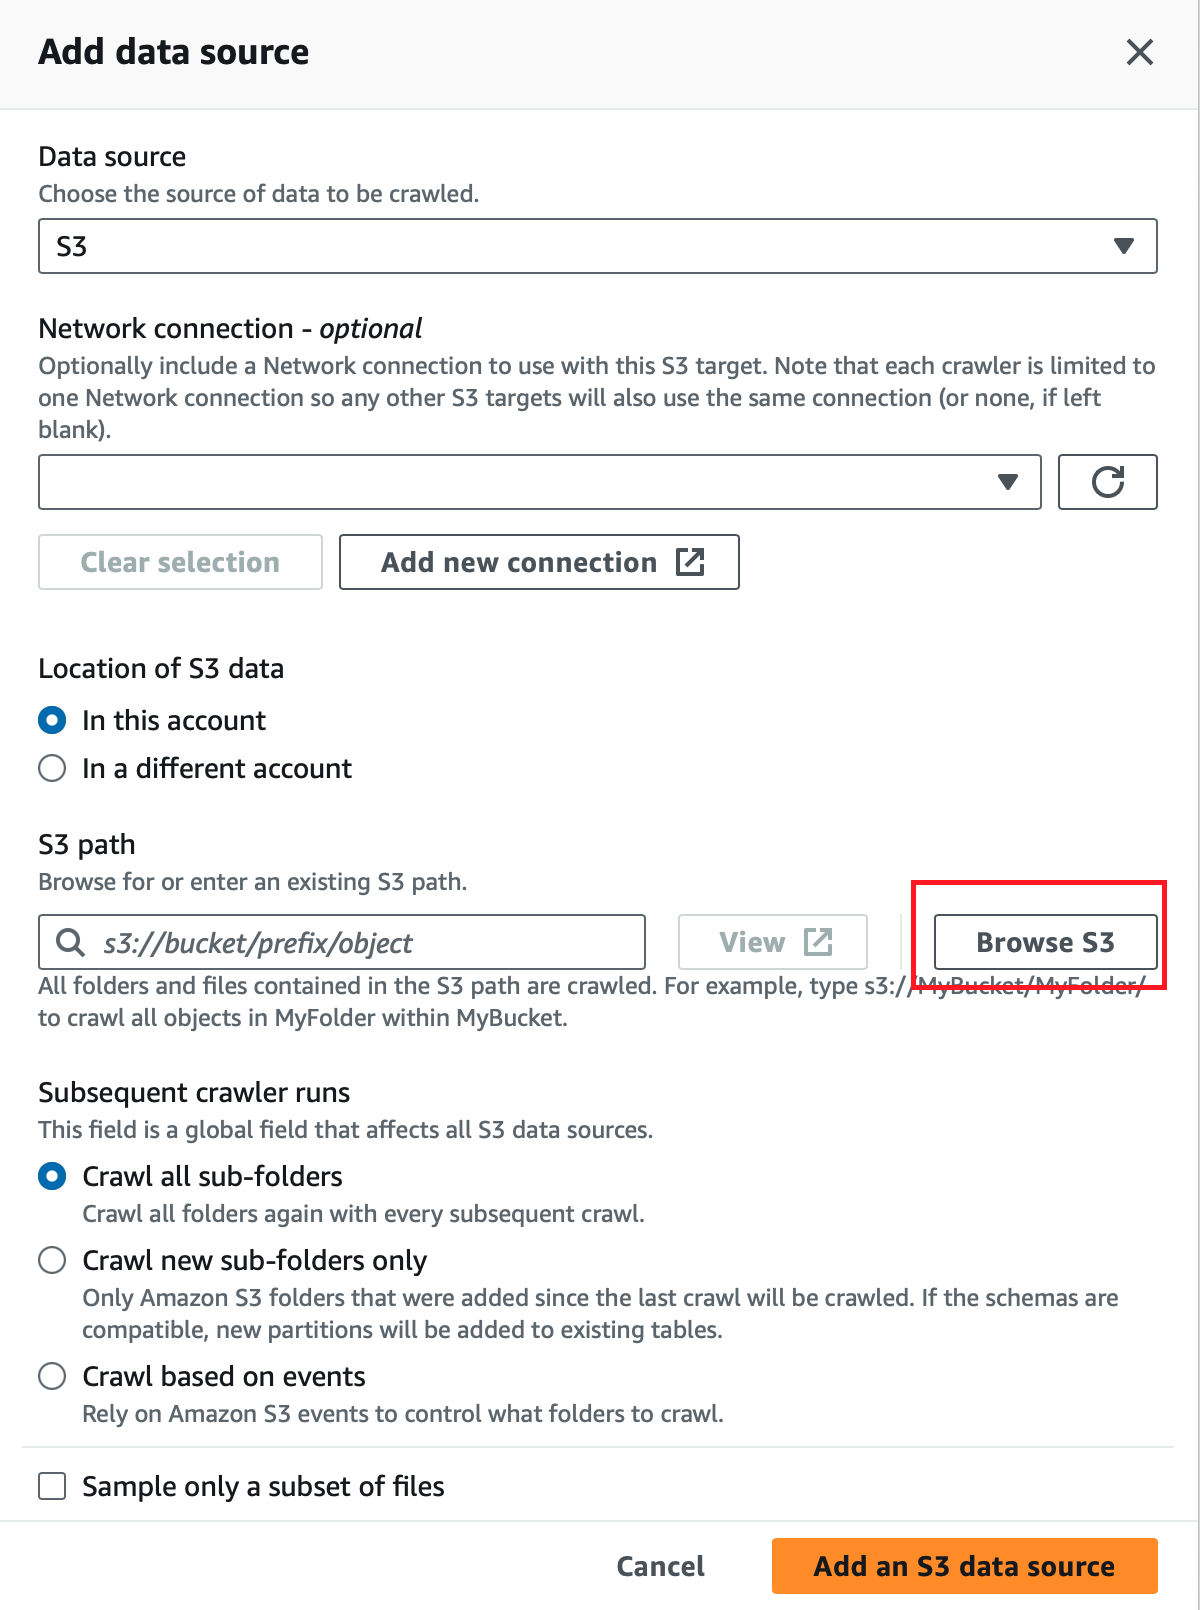 Add data source
Data source
Choose the source of data to be crawled.
S3
Network connection - optional
Optionally include a Network connection to use with this S3 target. Note that each crawler is limited to
one Network connection so any other S3 targets will also use the same connection (or none, if left
blank).
Clear selection
Add new connection
Location of S3 data
In this account
In a different account
S3 path
Browse for or enter an existing S3 path.
s3://bucket/prefix/object
View
Browse S3
All folders and files contained in the S3 path are crawled. For example, type s3://MyBucket/MyFolder/
to crawl all objects in MyFolder within MyBucket.
Subsequent crawler runs
This field is a global field that affects all S3 data sources.
Crawl all sub-folders
Crawl all folders again with every subsequent crawl.
Crawl new sub-folders only
Only Amazon S3 folders that were added since the last crawl will be crawled. If the schemas are
compatible, new partitions will be added to existing tables.
Crawl based on events
Rely on Amazon S3 events to control what folders to crawl.
Sample only a subset of files
Cancel
Add an S3 data source